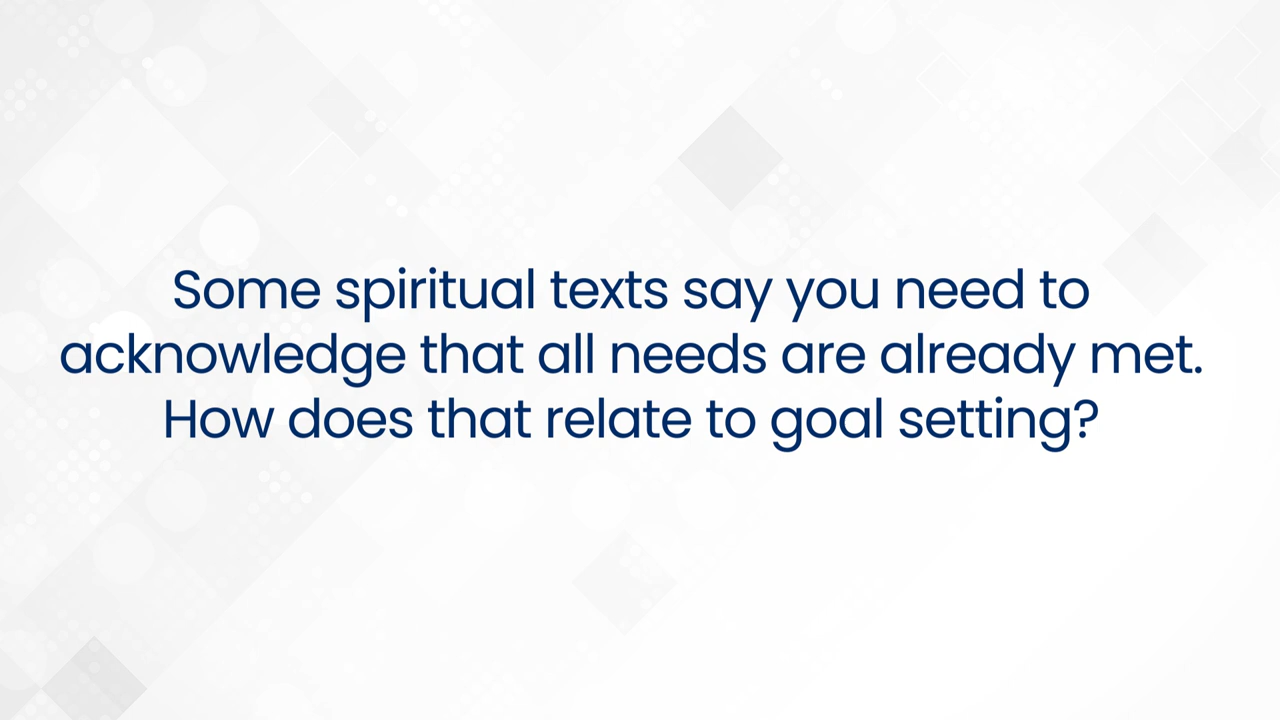 Some spiritual texts say you need to
acknowledge that all needs are already met.
How does that relate to goal setting?